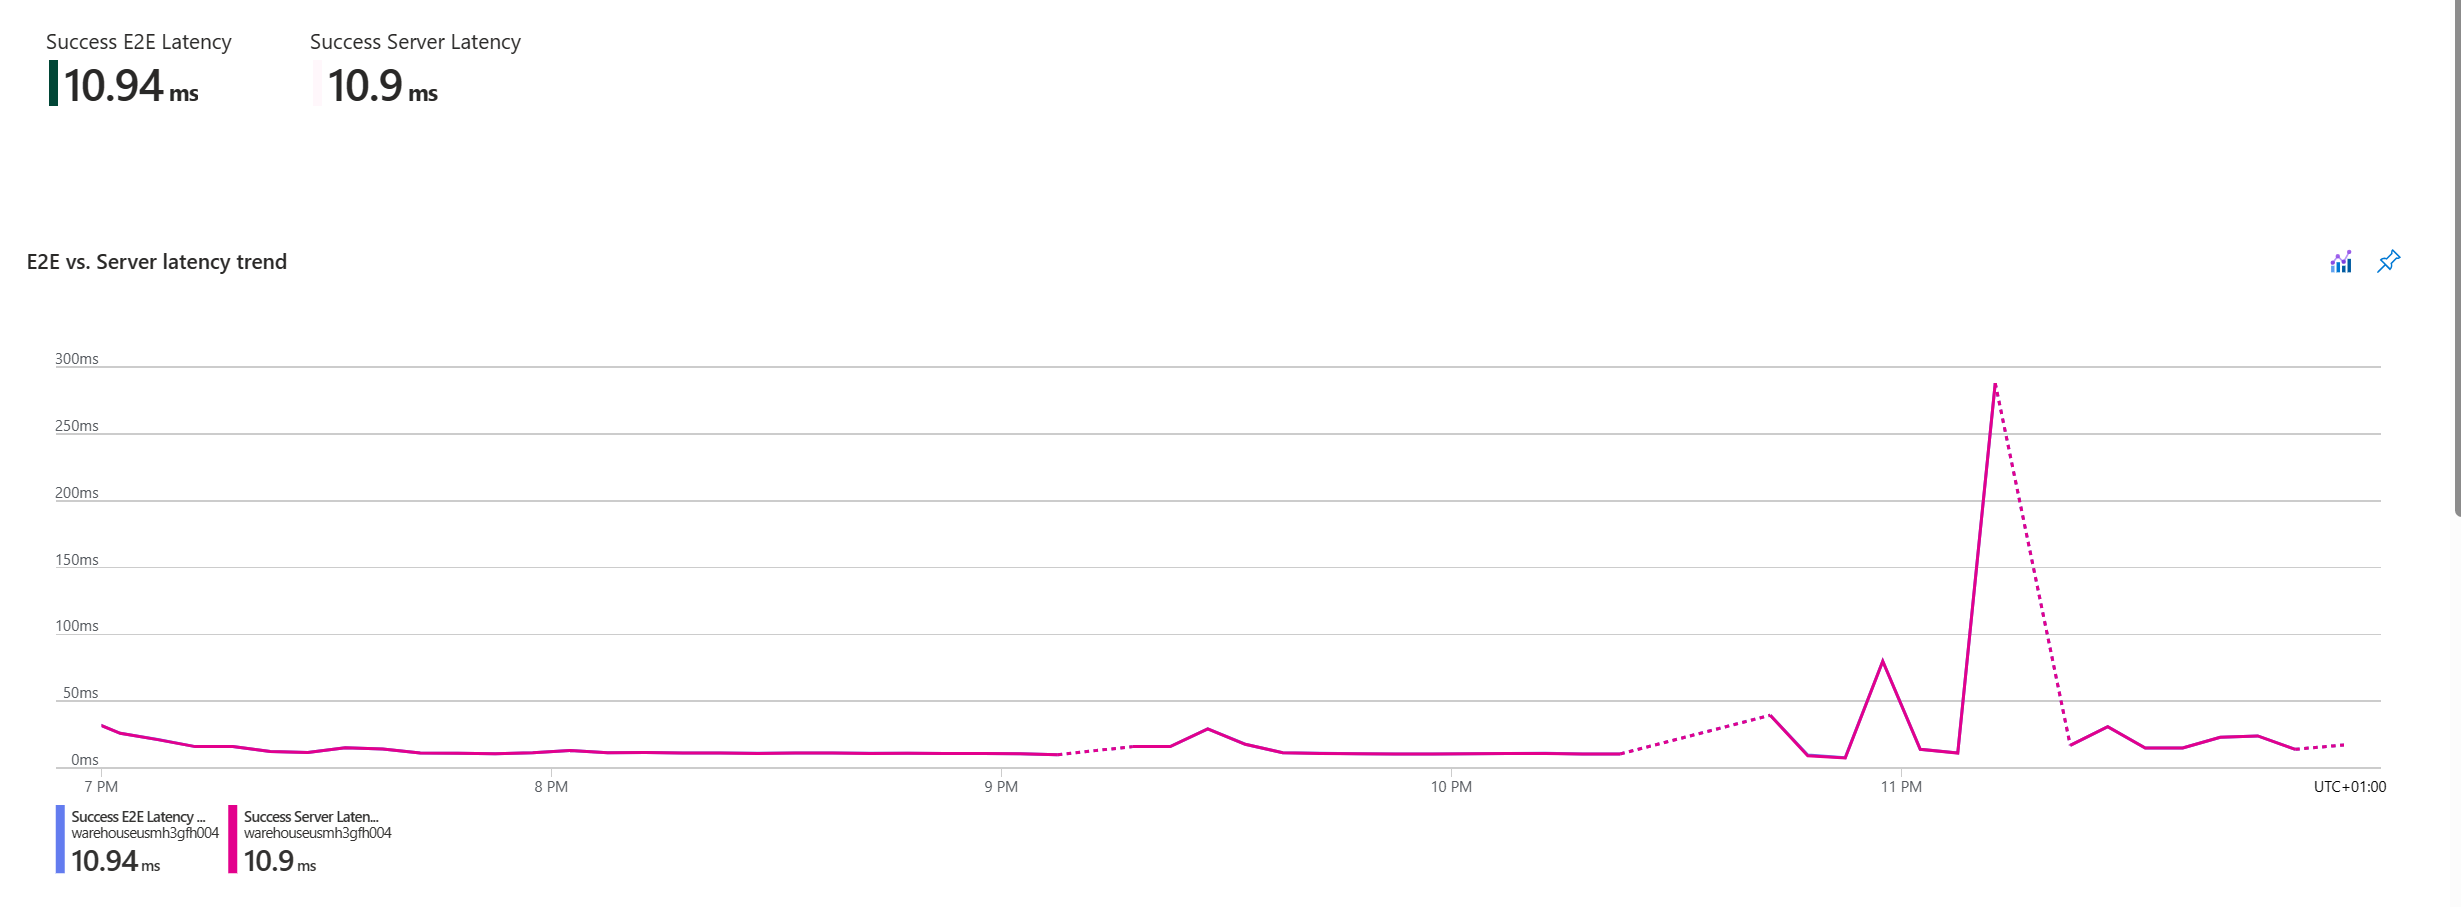 Success E2E Latency
10.94 ms
Success Server Latency
10.9 ms
E2E vs. Server latency trend
300ms
250ms
200ms
150ms
100ms
50ms
0ms
7 PM
8 PM
9 PM
10 PM
11 PM
UTC+01:00
Success E2E Latency ...
warehouseusmh3gfh004
10.94 ms
Success Server Laten...
warehouseusmh3gfh004
10.9 ms